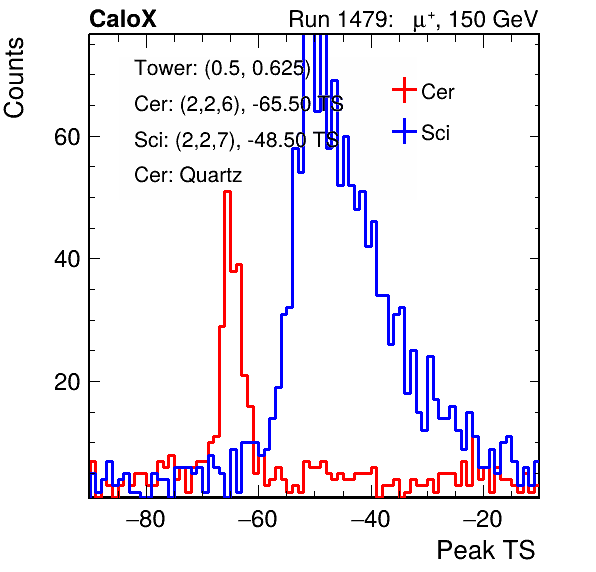 CaloX Run 1479: μ⁺, 150 GeV
Counts
Tower: (0.5, 0.625)
Cer: (2,2,6), -65.50 TS
Sci: (2,2,7), -48.50 TS
Cer: Quartz
Cer
Sci
60
40
20
−80 −60 −40 −20
Peak TS